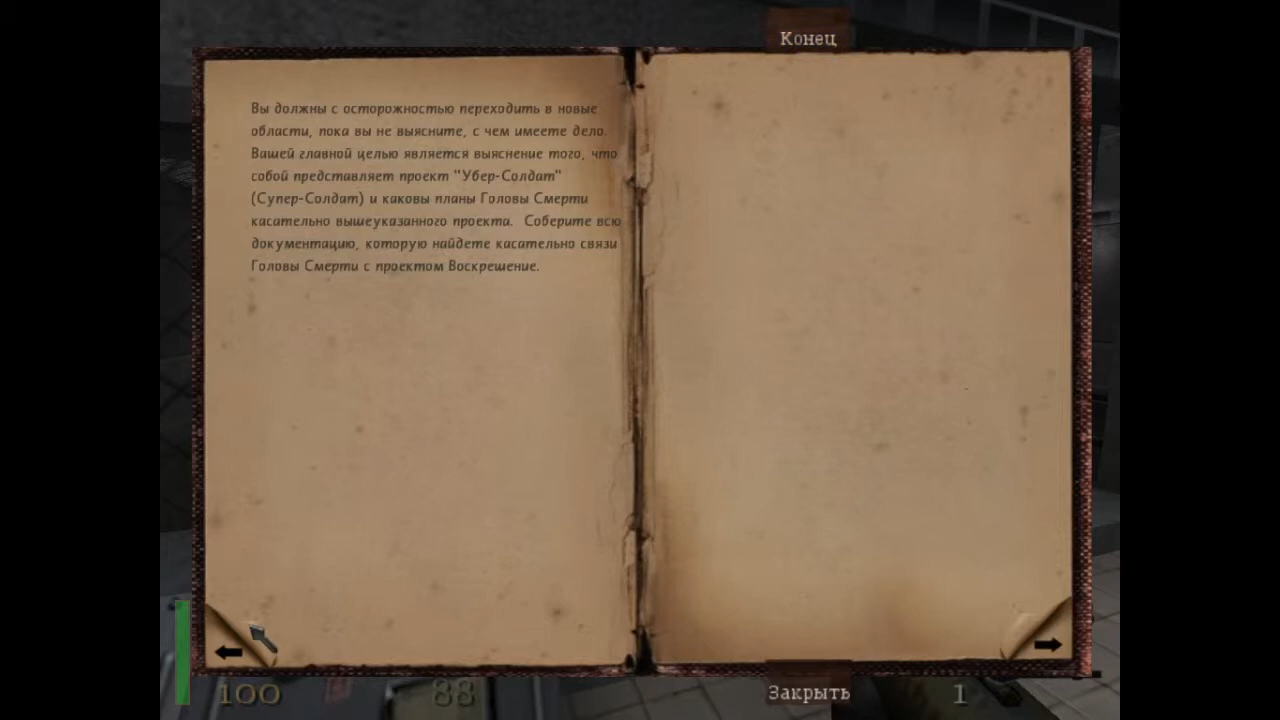 Конец
Вы должны с осторожностью переходить в новые
области, пока вы не выясните, с чем имеете дело.
Вашей главной целью является выяснение того, что
собой представляет проект "Убер-Солдат"
(Супер-Солдат) и каковы планы Головы Смерти
касательно вышеуказанного проекта. Соберите всю
документацию, которую найдете касательно связи
Головы Смерти с проектом Воскрешение.
100
88
Закрыть
1